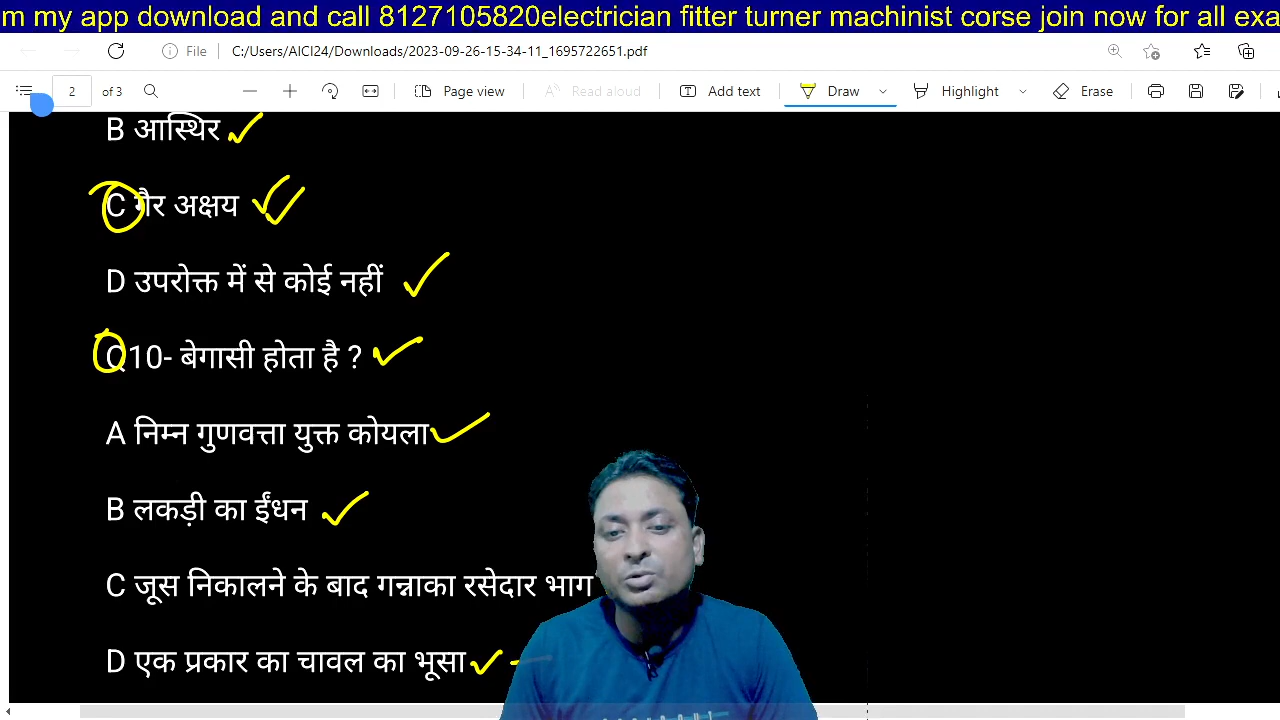 m my app download and call 8127105820electrician fitter turner machinist corse join now for all exa
File C:/Users/AICI24/Downloads/2023-09-26-15-34-11_1695722651.pdf
2 of 3 Page view Read aloud Add text Draw Highlight Erase
B आस्थिर
C गैर अक्षय
D उपरोक्त में से कोई नहीं
Q10- बेगासी होता है ?
A निम्न गुणवत्ता युक्त कोयला
B लकड़ी का ईंधन
C जूस निकालने के बाद गन्नाका रसेदार भाग
D एक प्रकार का चावल का भूसा